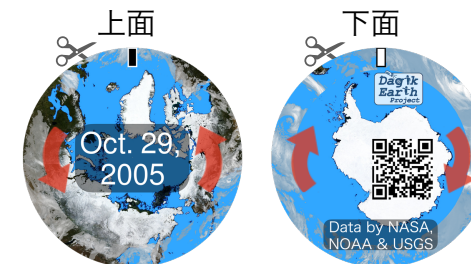 上面
下面
Dagik
Earth
Project
Oct. 29,
2005
Data by NASA,
NOAA & USGS